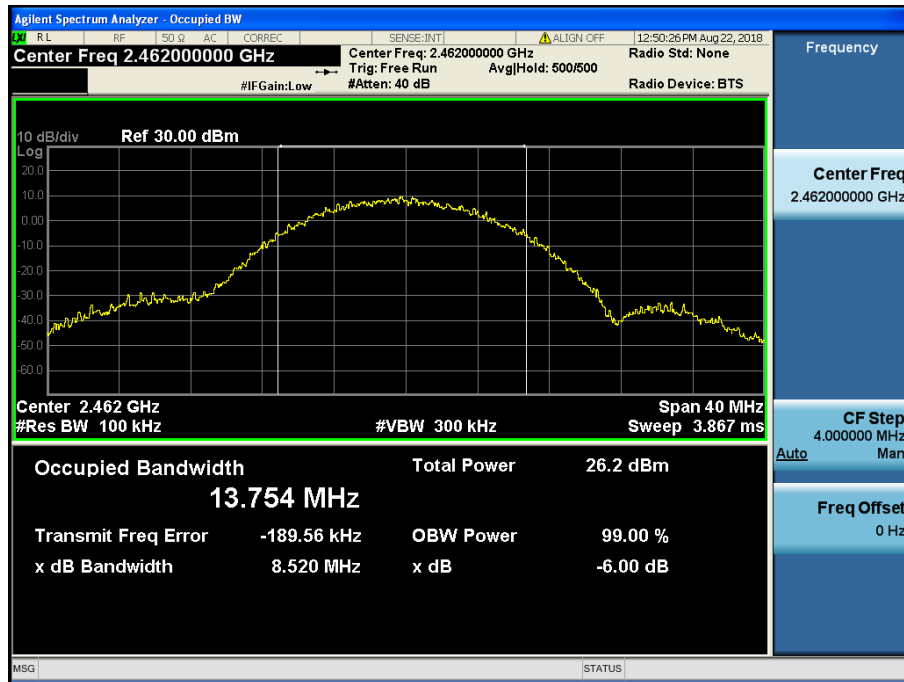 Agilent Spectrum Analyzer - Occupied BW
LXI RL RF 50 Ω AC CORREC SENSE:INT ALIGN OFF 12:50:26 PM Aug 22, 2018
Center Freq 2.462000000 GHz
Center Freq: 2.462000000 GHz Radio Std: None
Trig: Free Run Avg|Hold: 500/500
#IFGain:Low #Atten: 40 dB Radio Device: BTS
10 dB/div Ref 30.00 dBm
Log
20.0
10.0
0.00
-10.0
-20.0
-30.0
-40.0
-50.0
-60.0
Center 2.462 GHz Span 40 MHz
#Res BW 100 kHz #VBW 300 kHz Sweep 3.867 ms
Occupied Bandwidth Total Power 26.2 dBm
13.754 MHz
Transmit Freq Error -189.56 kHz OBW Power 99.00 %
x dB Bandwidth 8.520 MHz x dB -6.00 dB
MSG STATUS
Frequency
Center Freq
2.462000000 GHz
CF Step
4.000000 MHz
Auto Man
Freq Offset
0 Hz